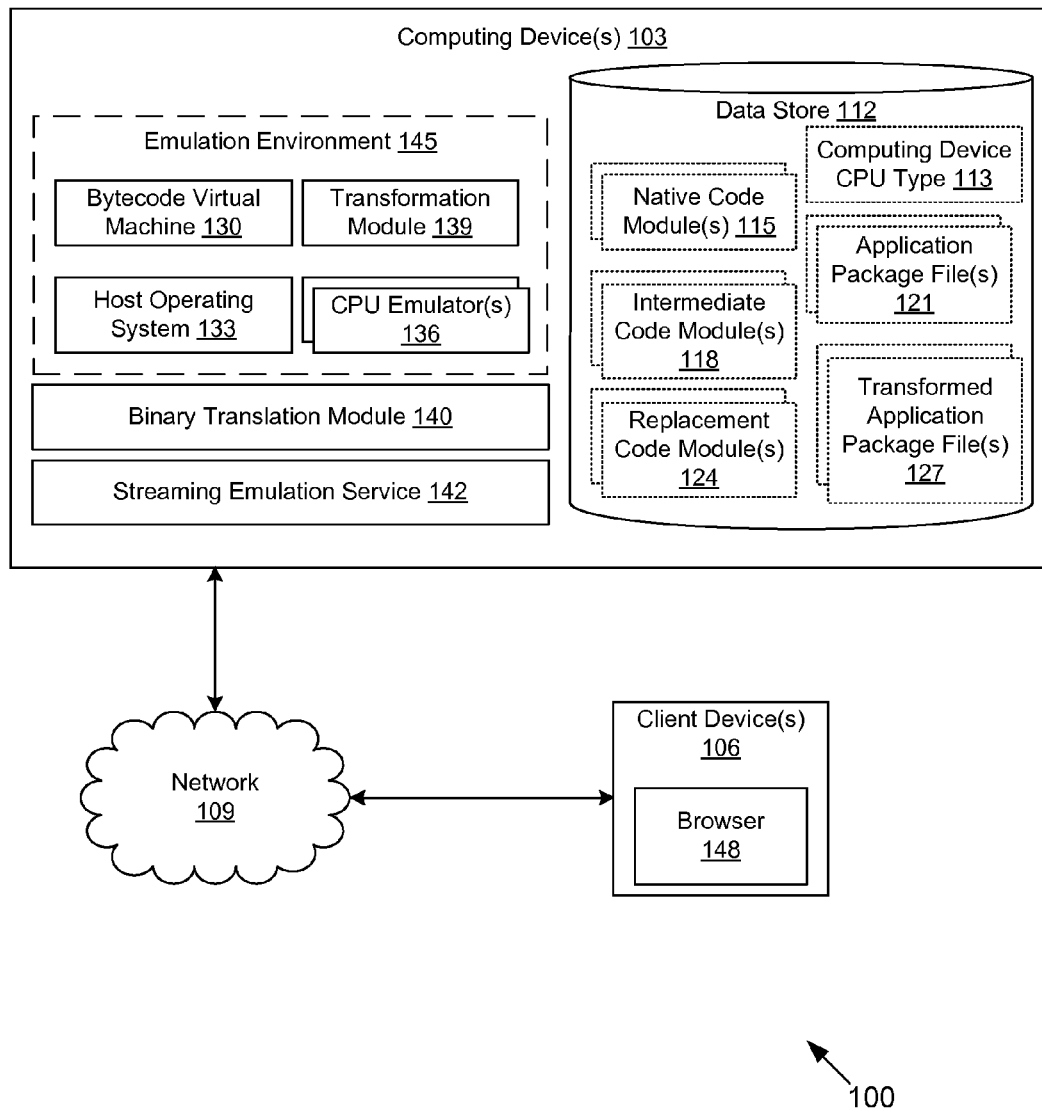 Computing Device(s) 103
Emulation Environment 145
Bytecode Virtual
Machine 130
Transformation
Module 139
Host Operating
System 133
CPU Emulator(s)
136
Binary Translation Module 140
Streaming Emulation Service 142
Data Store 112
Computing Device
CPU Type 113
Native Code
Module(s) 115
Application
Package File(s)
121
Intermediate
Code Module(s)
118
Transformed
Application
Package File(s)
127
Replacement
Code Module(s)
124
Network
109
Client Device(s)
106
Browser
148
100